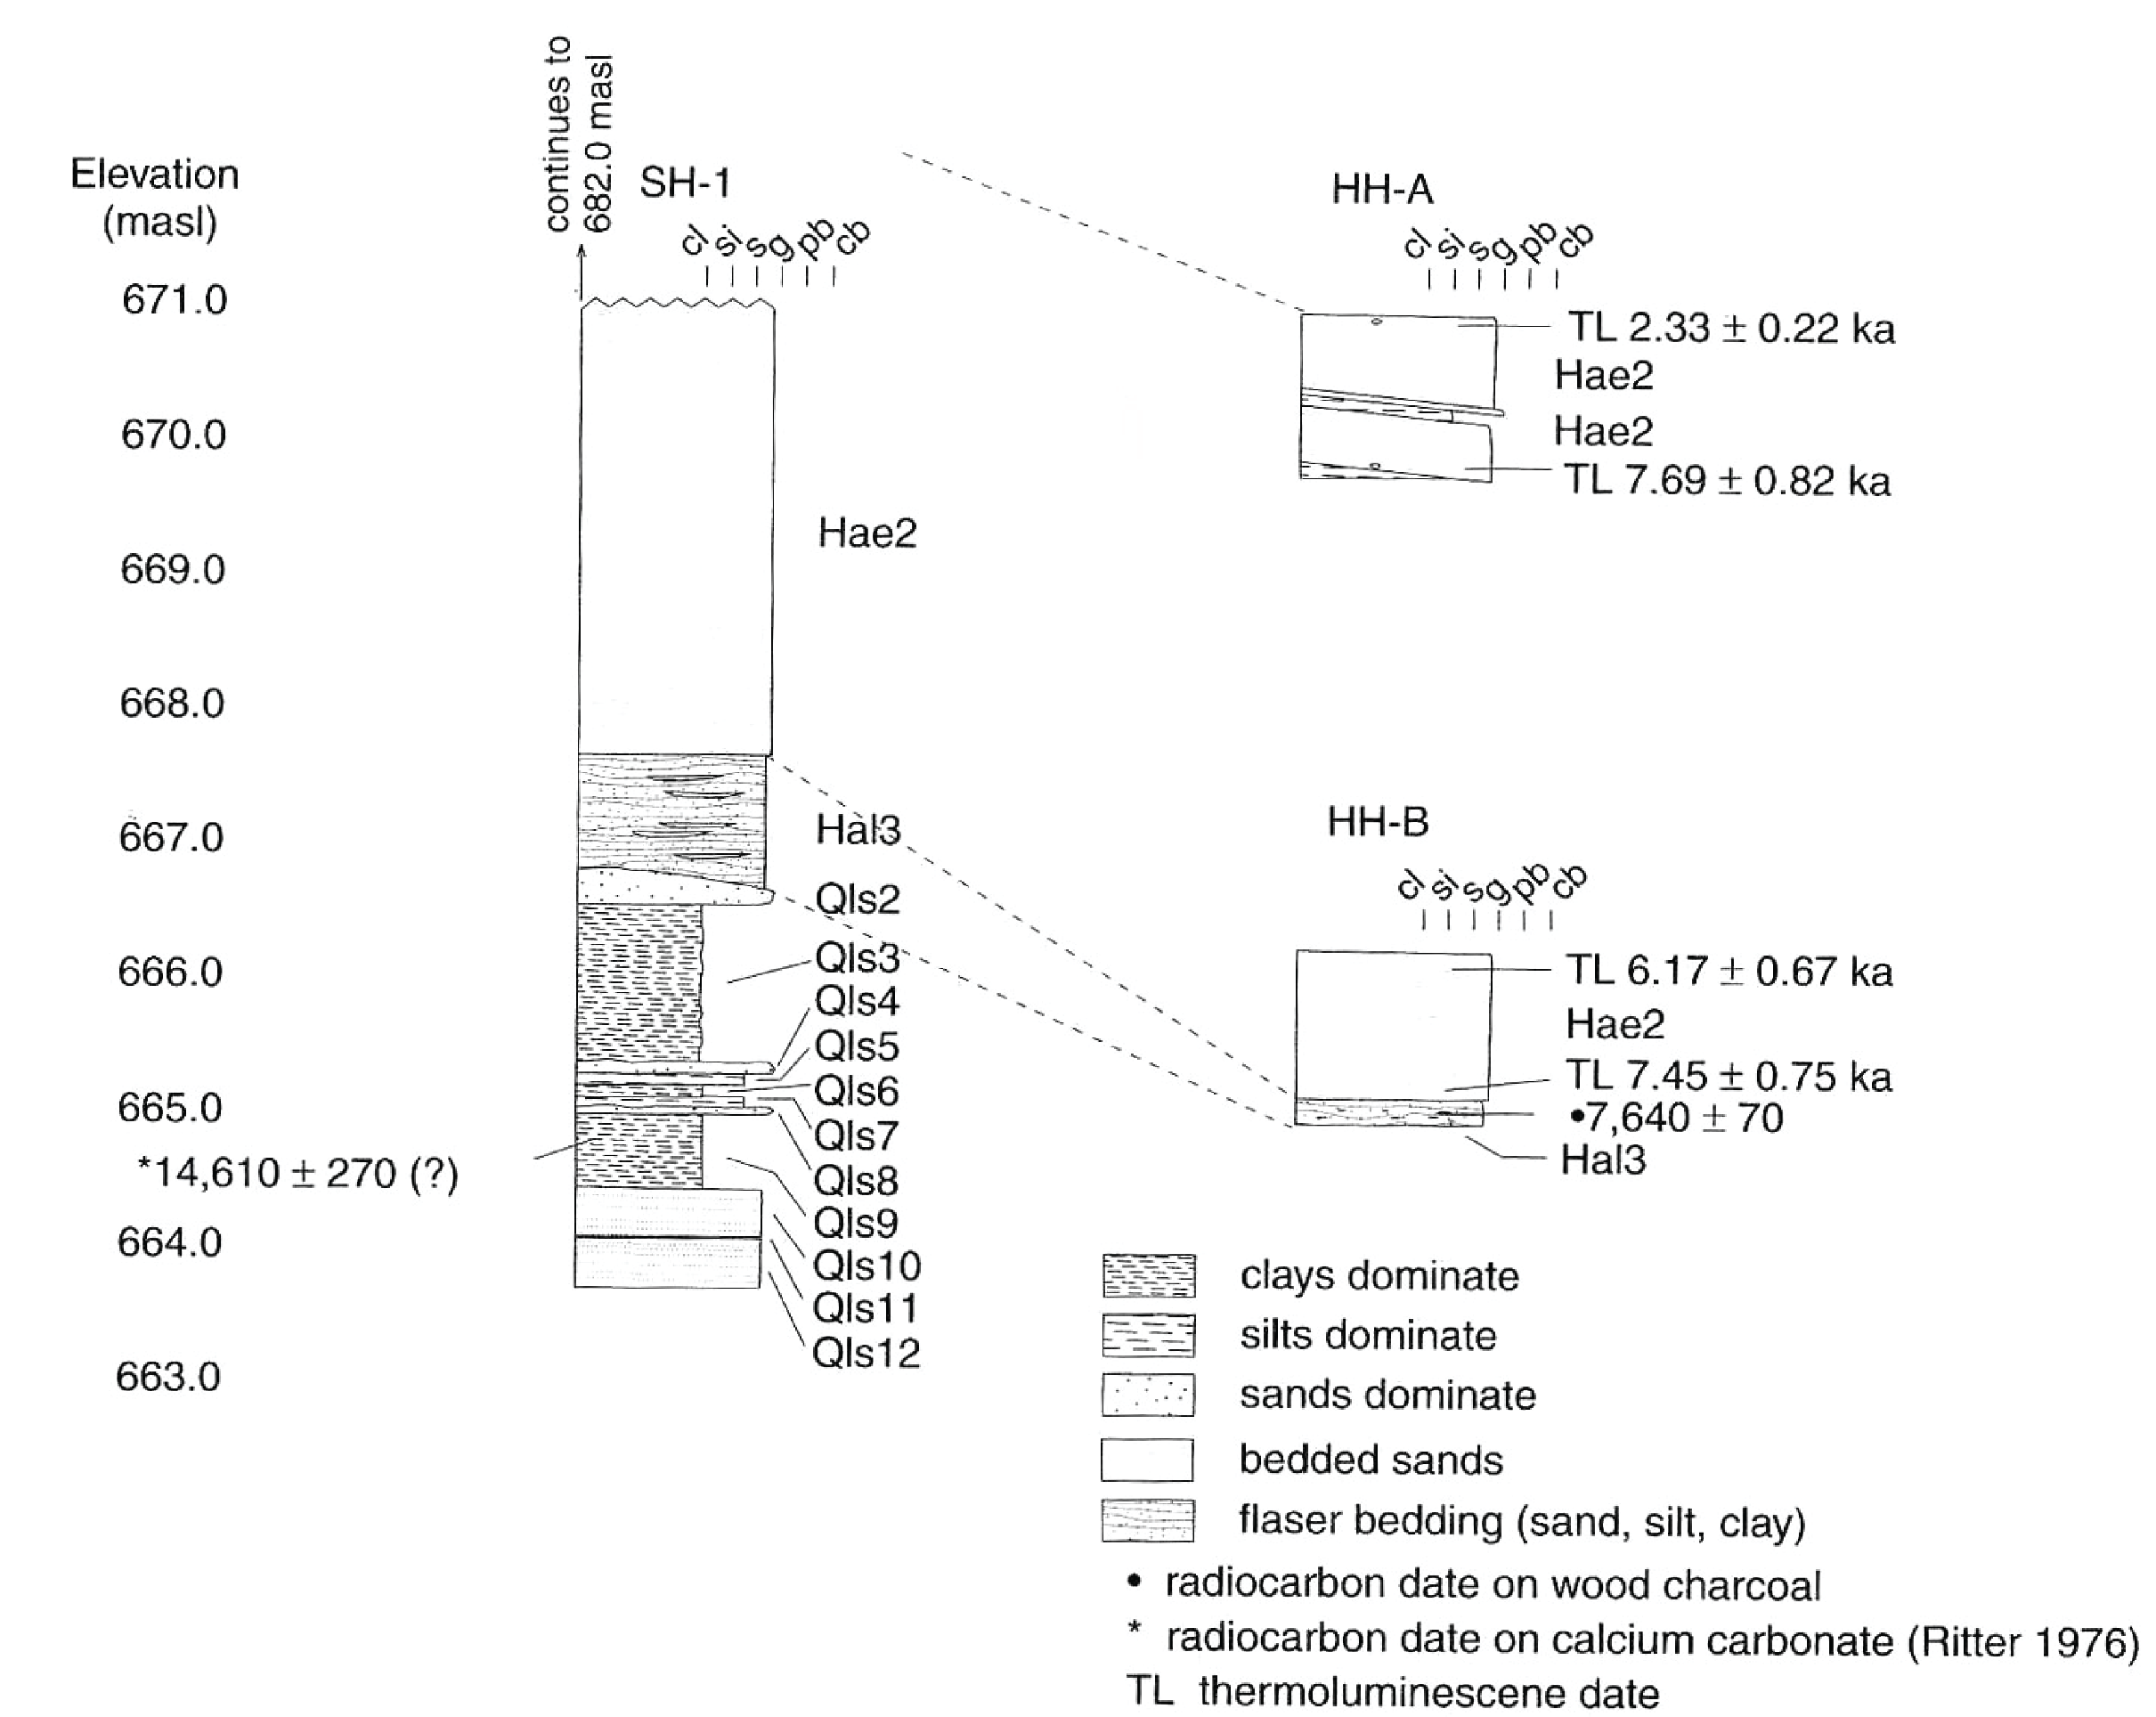 continues to
682.0 masl
Elevation
(masl)
SH-1
cl si s g pb cb
671.0
670.0
669.0
668.0
667.0
666.0
665.0
*14,610 ± 270 (?)
664.0
663.0
Hae2
Hal3
Qls2
Qls3
Qls4
Qls5
Qls6
Qls7
Qls8
Qls9
Qls10
Qls11
Qls12
HH-A
cl si s g pb cb
TL 2.33 ± 0.22 ka
Hae2
Hae2
TL 7.69 ± 0.82 ka
HH-B
cl si s g pb cb
TL 6.17 ± 0.67 ka
Hae2
TL 7.45 ± 0.75 ka
•7,640 ± 70
Hal3
clays dominate
silts dominate
sands dominate
bedded sands
flaser bedding (sand, silt, clay)
• radiocarbon date on wood charcoal
* radiocarbon date on calcium carbonate (Ritter 1976)
TL thermoluminescene date